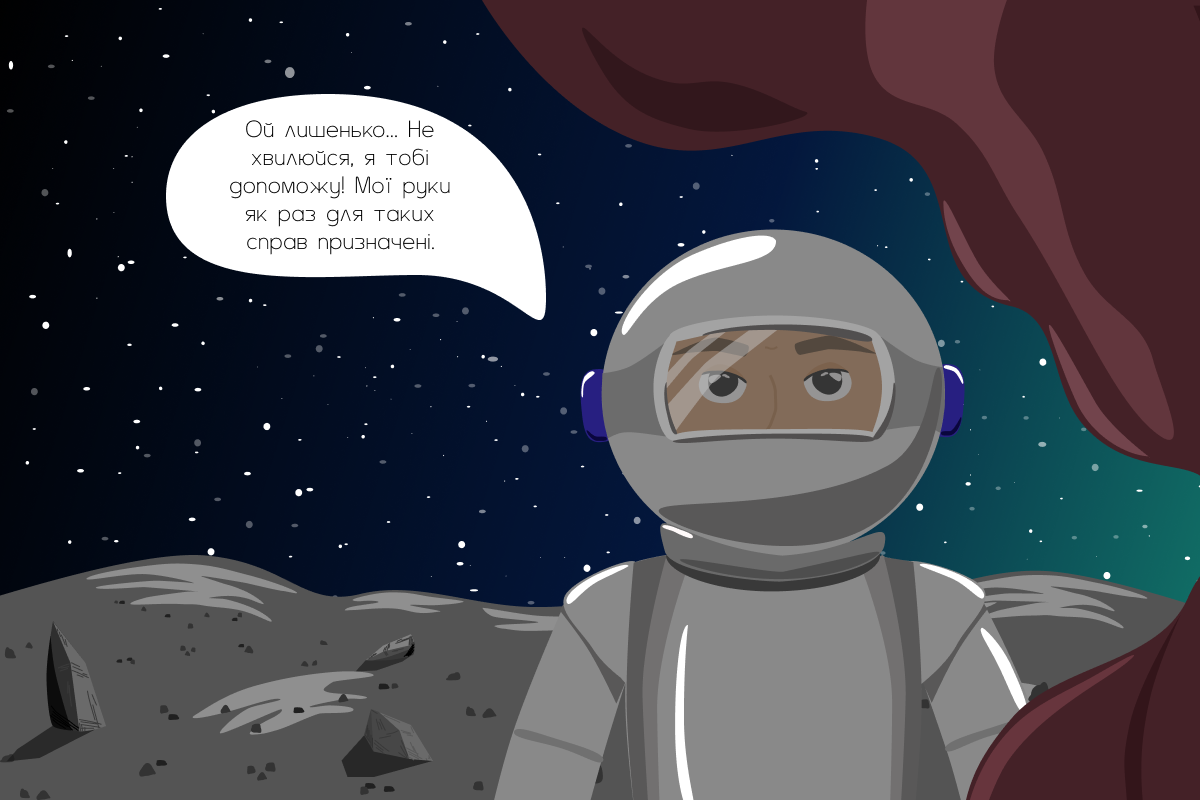 Ой лишенько... Не
хвилюйся, я тобі
допоможу! Мої руки
як раз для таких
справ призначені.